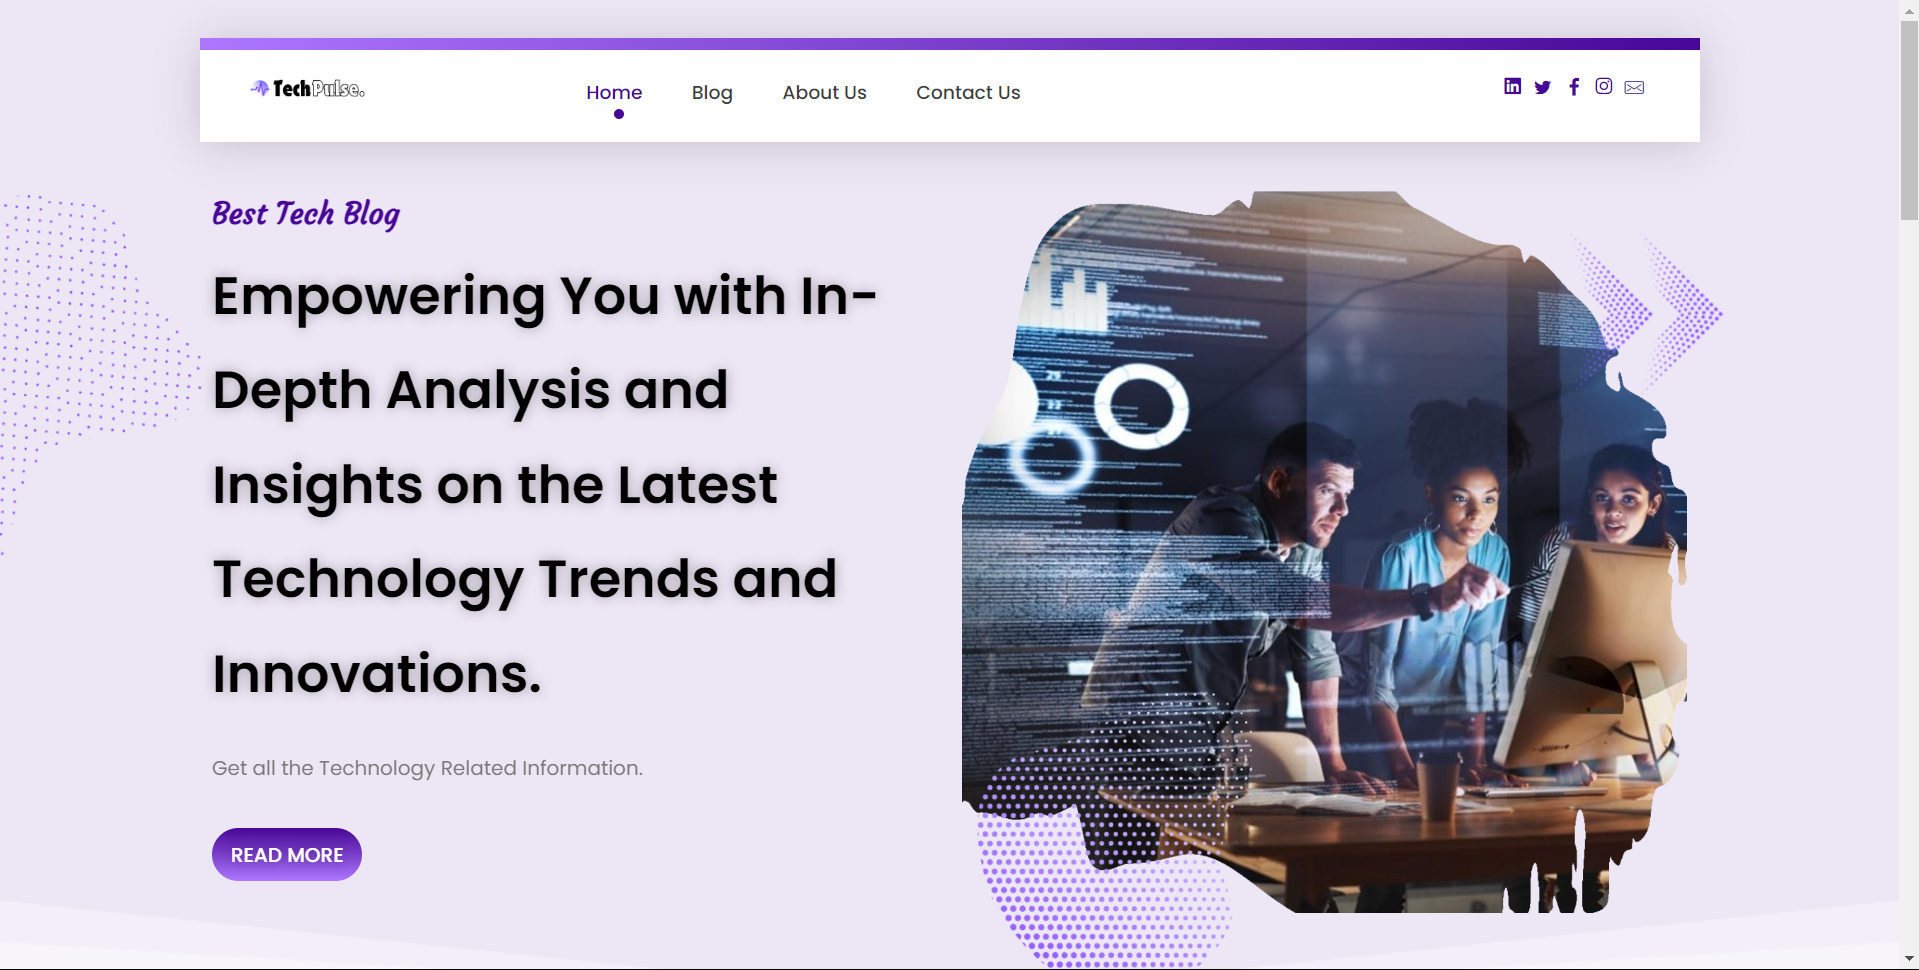 TechPulse.
Home
Blog
About Us
Contact Us
Best Tech Blog
Empowering You with In-
Depth Analysis and
Insights on the Latest
Technology Trends and
Innovations.
Get all the Technology Related Information.
READ MORE